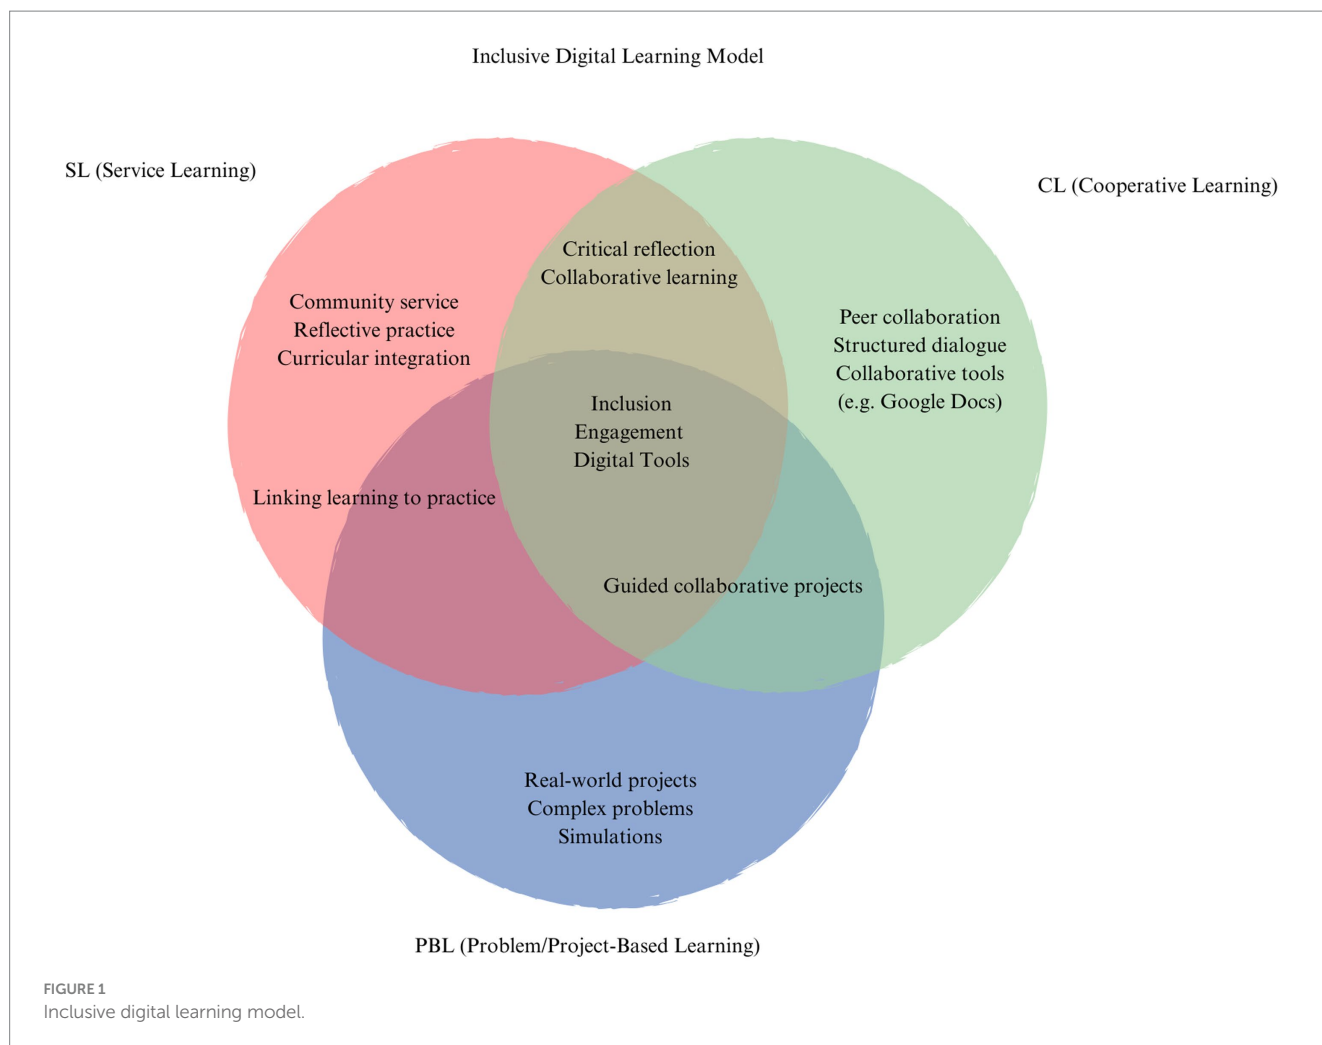 Inclusive Digital Learning Model
SL (Service Learning)
CL (Cooperative Learning)
Critical reflection
Collaborative learning
Community service
Reflective practice
Curricular integration
Peer collaboration
Structured dialogue
Collaborative tools
(e.g. Google Docs)
Inclusion
Engagement
Digital Tools
Linking learning to practice
Guided collaborative projects
Real-world projects
Complex problems
Simulations
PBL (Problem/Project-Based Learning)
FIGURE 1
Inclusive digital learning model.